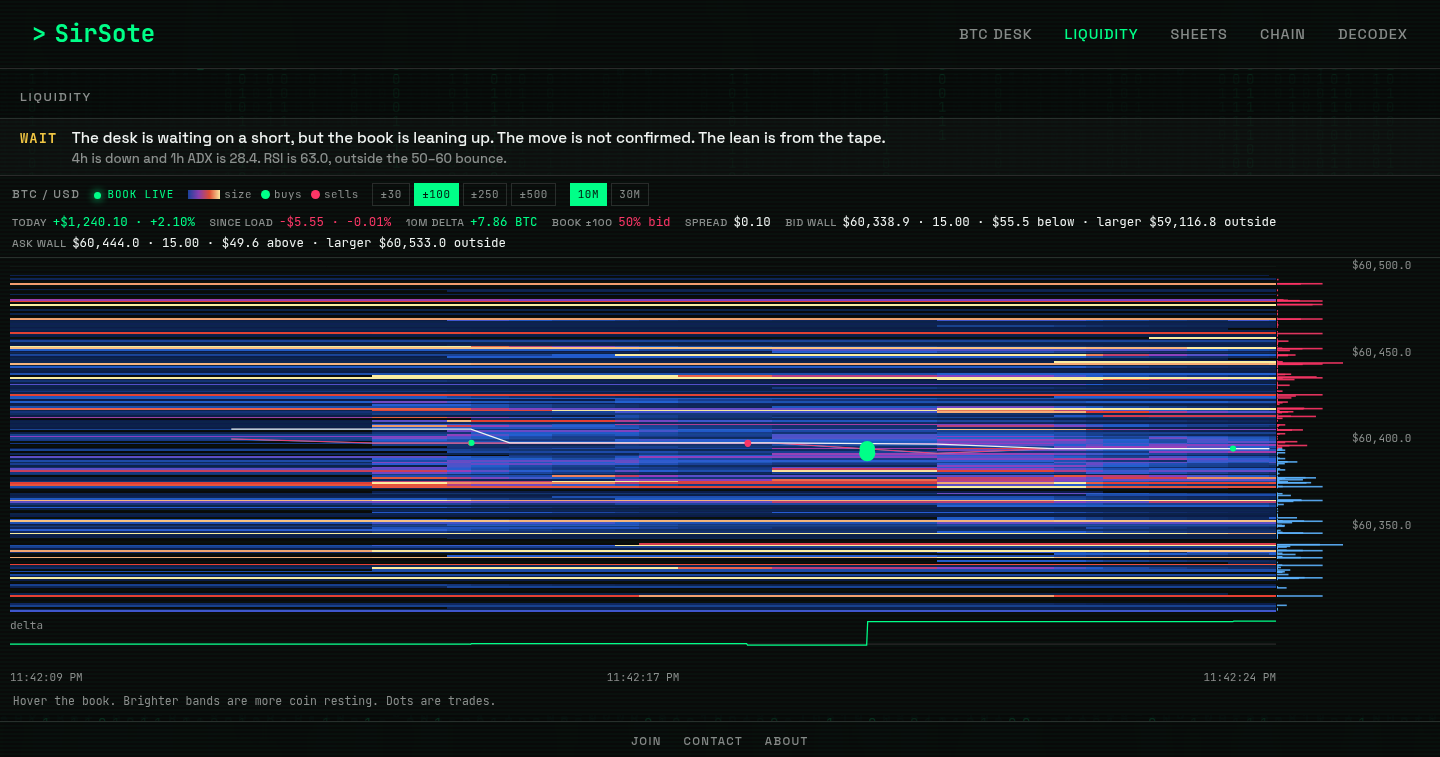 > SirSote
BTC DESK LIQUIDITY SHEETS CHAIN DECODEX
LIQUIDITY
WAIT The desk is waiting on a short, but the book is leaning up. The move is not confirmed. The lean is from the tape.
4h is down and 1h ADX is 28.4. RSI is 63.0, outside the 50–60 bounce.
BTC / USD BOOK LIVE size buys sells ±30 ±100 ±250 ±500 10M 30M
TODAY +$1,240.10 · +2.10% SINCE LOAD -$5.55 · -0.01% 10M DELTA +7.86 BTC BOOK ±100 50% bid SPREAD $0.10 BID WALL $60,338.9 · 15.00 · $55.5 below · larger $59,116.8 outside
ASK WALL $60,444.0 · 15.00 · $49.6 above · larger $60,533.0 outside
$60,500.0
$60,450.0
$60,400.0
$60,350.0
delta
11:42:09 PM 11:42:17 PM 11:42:24 PM
Hover the book. Brighter bands are more coin resting. Dots are trades.
JOIN CONTACT ABOUT